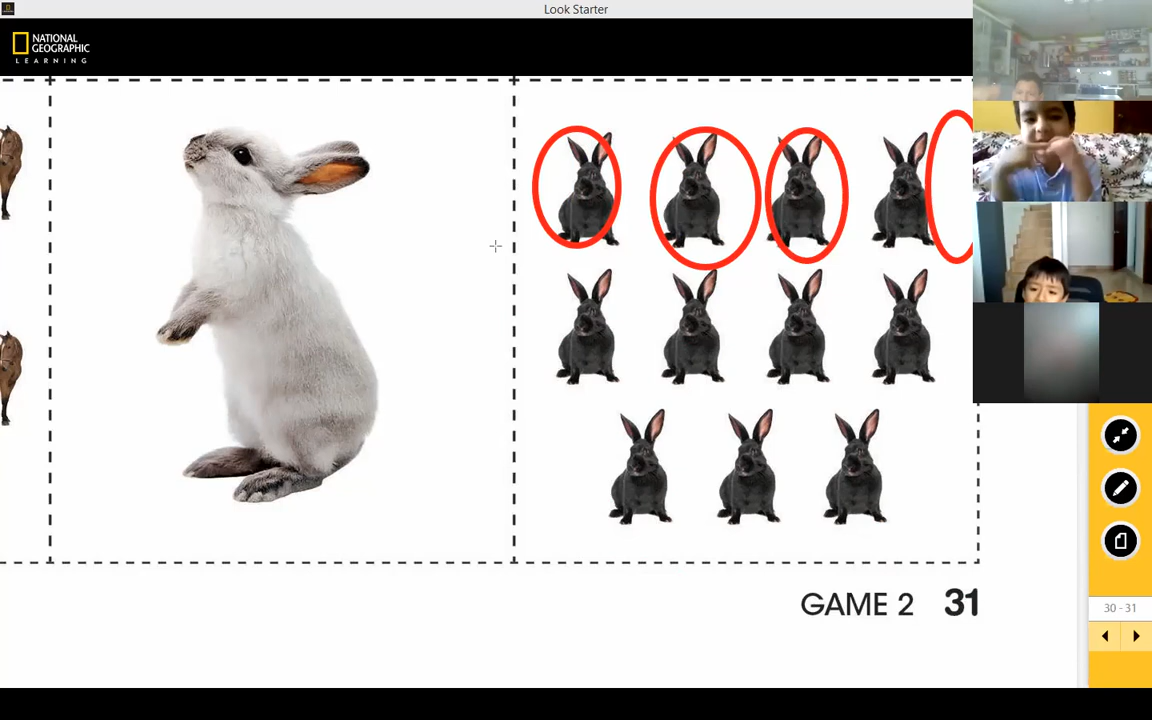 Look Starter
NATIONAL
GEOGRAPHIC
LEARNING
GAME 2 31
30 - 31